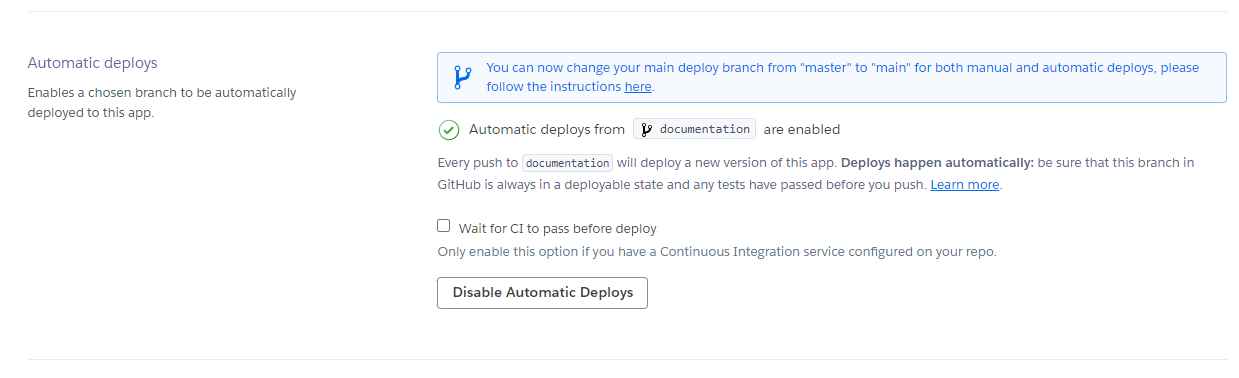 Automatic deploys
Enables a chosen branch to be automatically
deployed to this app.
You can now change your main deploy branch from "master" to "main" for both manual and automatic deploys, please
follow the instructions here.
Automatic deploys from documentation are enabled
Every push to documentation will deploy a new version of this app. Deploys happen automatically: be sure that this branch in
GitHub is always in a deployable state and any tests have passed before you push. Learn more.
Wait for CI to pass before deploy
Only enable this option if you have a Continuous Integration service configured on your repo.
Disable Automatic Deploys